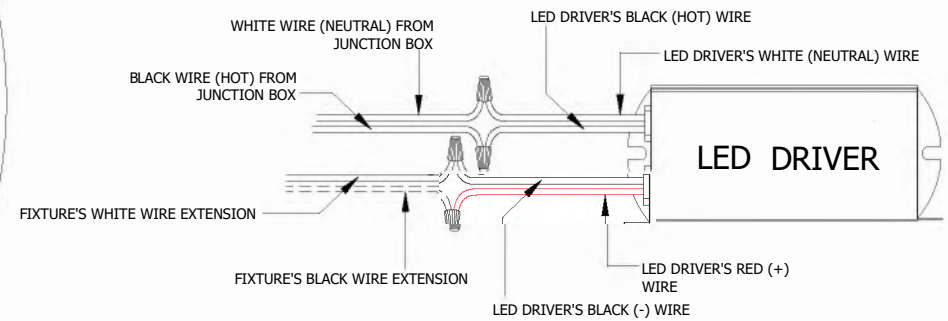 LED DRIVER'S BLACK (HOT) WIRE
WHITE WIRE (NEUTRAL) FROM
JUNCTION BOX
LED DRIVER'S WHITE (NEUTRAL) WIRE
BLACK WIRE (HOT) FROM
JUNCTION BOX
LED DRIVER
FIXTURE'S WHITE WIRE EXTENSION
FIXTURE'S BLACK WIRE EXTENSION
LED DRIVER'S RED (+)
WIRE
LED DRIVER'S BLACK (-) WIRE